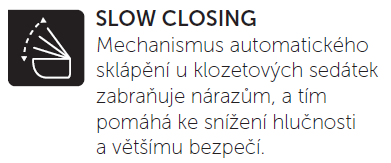 SLOW CLOSING
Mechanismus automatického
sklápění u klozetových sedátek
zabraňuje nárazům, a tím
pomáhá ke snížení hlučnosti
a většímu bezpečí.